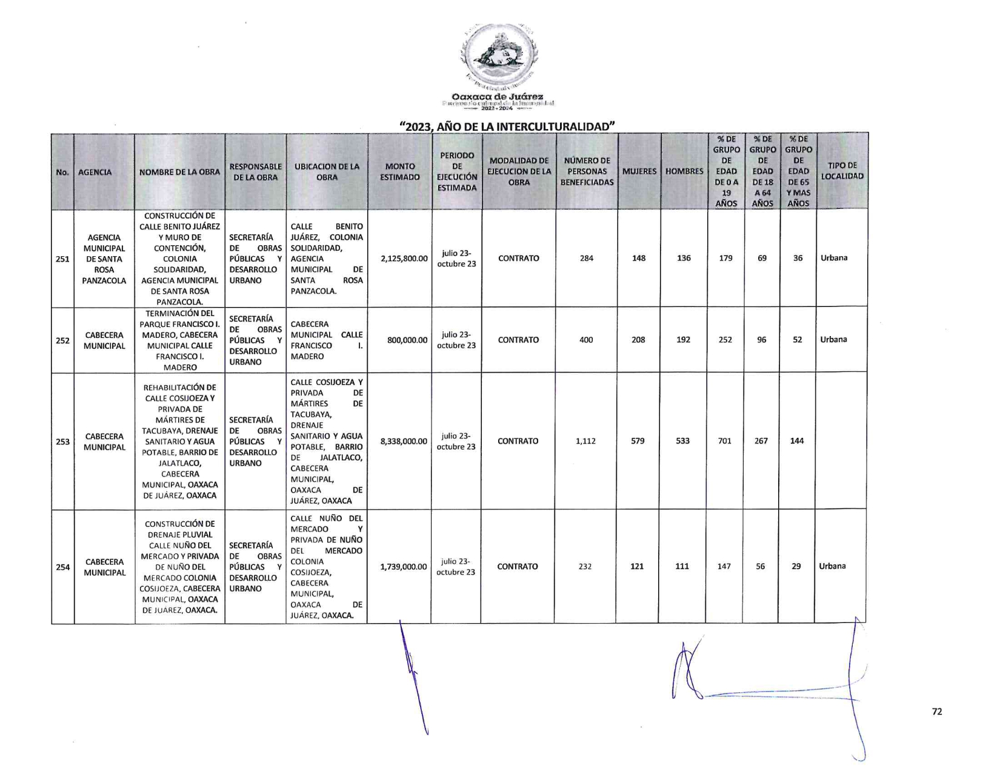 Oaxaca de Juárez
Patrimonio cultural de la humanidad
2022 - 2024
“2023, AÑO DE LA INTERCULTURALIDAD”
No.
AGENCIA
NOMBRE DE LA OBRA
RESPONSABLE
DE LA OBRA
UBICACION DE LA
OBRA
MONTO
ESTIMADO
PERIODO
DE
EJECUCIÓN
ESTIMADA
MODALIDAD DE
EJECUCION DE LA
OBRA
NÚMERO DE
PERSONAS
BENEFICIADAS
MUJERES
HOMBRES
% DE
GRUPO
DE
EDAD
DE 0 A
19
AÑOS
% DE
GRUPO
DE
EDAD
DE 18
A 64
AÑOS
% DE
GRUPO
DE
EDAD
DE 65
Y MAS
AÑOS
TIPO DE
LOCALIDAD
251
AGENCIA
MUNICIPAL
DE SANTA
ROSA
PANZACOLA
CONSTRUCCIÓN DE
CALLE BENITO JUÁREZ
Y MURO DE
CONTENCIÓN,
COLONIA
SOLIDARIDAD,
AGENCIA MUNICIPAL
DE SANTA ROSA
PANZACOLA.
SECRETARÍA
DE OBRAS
PÚBLICAS Y
DESARROLLO
URBANO
CALLE BENITO
JUÁREZ, COLONIA
SOLIDARIDAD,
AGENCIA
MUNICIPAL DE
SANTA ROSA
PANZACOLA.
2,125,800.00
julio 23-
octubre 23
CONTRATO
284
148
136
179
69
36
Urbana
252
CABECERA
MUNICIPAL
TERMINACIÓN DEL
PARQUE FRANCISCO I.
MADERO, CABECERA
MUNICIPAL CALLE
FRANCISCO I.
MADERO
SECRETARÍA
DE OBRAS
PÚBLICAS Y
DESARROLLO
URBANO
CABECERA
MUNICIPAL CALLE
FRANCISCO I.
MADERO
800,000.00
julio 23-
octubre 23
CONTRATO
400
208
192
252
96
52
Urbana
253
CABECERA
MUNICIPAL
REHABILITACIÓN DE
CALLE COSIJOEZA Y
PRIVADA DE
MÁRTIRES DE
TACUBAYA, DRENAJE
SANITARIO Y AGUA
POTABLE, BARRIO DE
JALATLACO,
CABECERA
MUNICIPAL, OAXACA
DE JUÁREZ, OAXACA
SECRETARÍA
DE OBRAS
PÚBLICAS Y
DESARROLLO
URBANO
CALLE COSIJOEZA Y
PRIVADA DE
MÁRTIRES DE
TACUBAYA,
DRENAJE
SANITARIO Y AGUA
POTABLE, BARRIO
DE JALATLACO,
CABECERA
MUNICIPAL,
OAXACA DE
JUÁREZ, OAXACA
8,338,000.00
julio 23-
octubre 23
CONTRATO
1,112
579
533
701
267
144
254
CABECERA
MUNICIPAL
CONSTRUCCIÓN DE
DRENAJE PLUVIAL
CALLE NUÑO DEL
MERCADO Y PRIVADA
DE NUÑO DEL
MERCADO COLONIA
COSIJOEZA, CABECERA
MUNICIPAL, OAXACA
DE JUÁREZ, OAXACA.
SECRETARÍA
DE OBRAS
PÚBLICAS Y
DESARROLLO
URBANO
CALLE NUÑO DEL
MERCADO Y
PRIVADA DE NUÑO
DEL MERCADO
COLONIA
COSIJOEZA,
CABECERA
MUNICIPAL,
OAXACA DE
JUÁREZ, OAXACA.
1,739,000.00
julio 23-
octubre 23
CONTRATO
232
121
111
147
56
29
Urbana
72